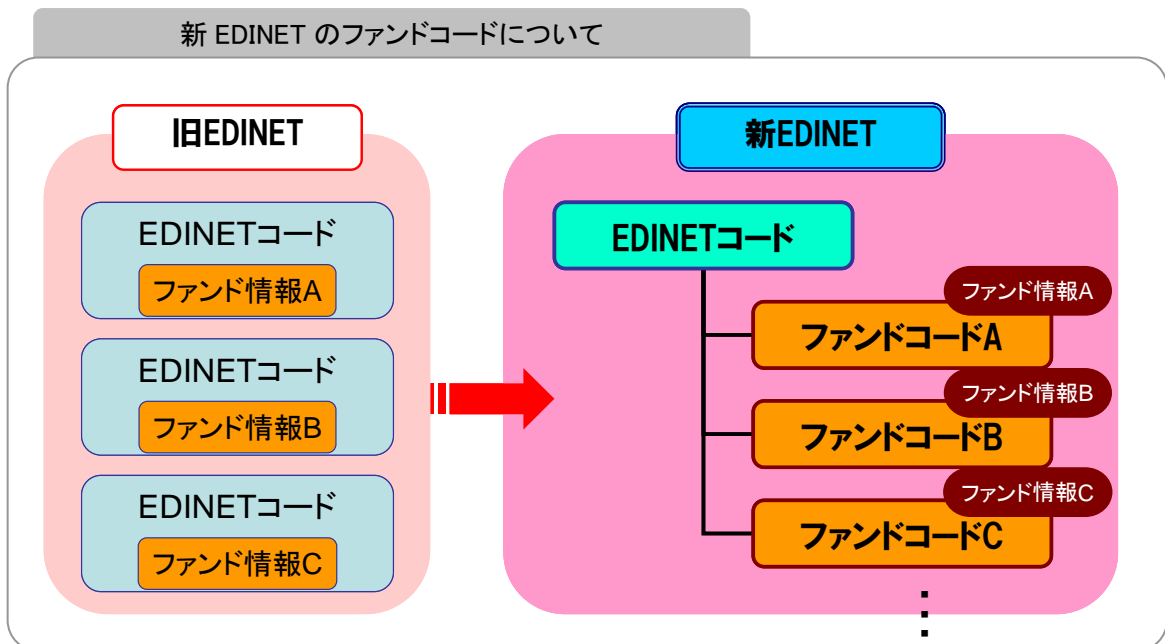 新 EDINET のファンドコードについて
旧EDINET
EDINETコード
ファンド情報A
EDINETコード
ファンド情報B
EDINETコード
ファンド情報C
新EDINET
EDINETコード
ファンド情報A
ファンドコードA
ファンド情報B
ファンドコードB
ファンド情報C
ファンドコードC